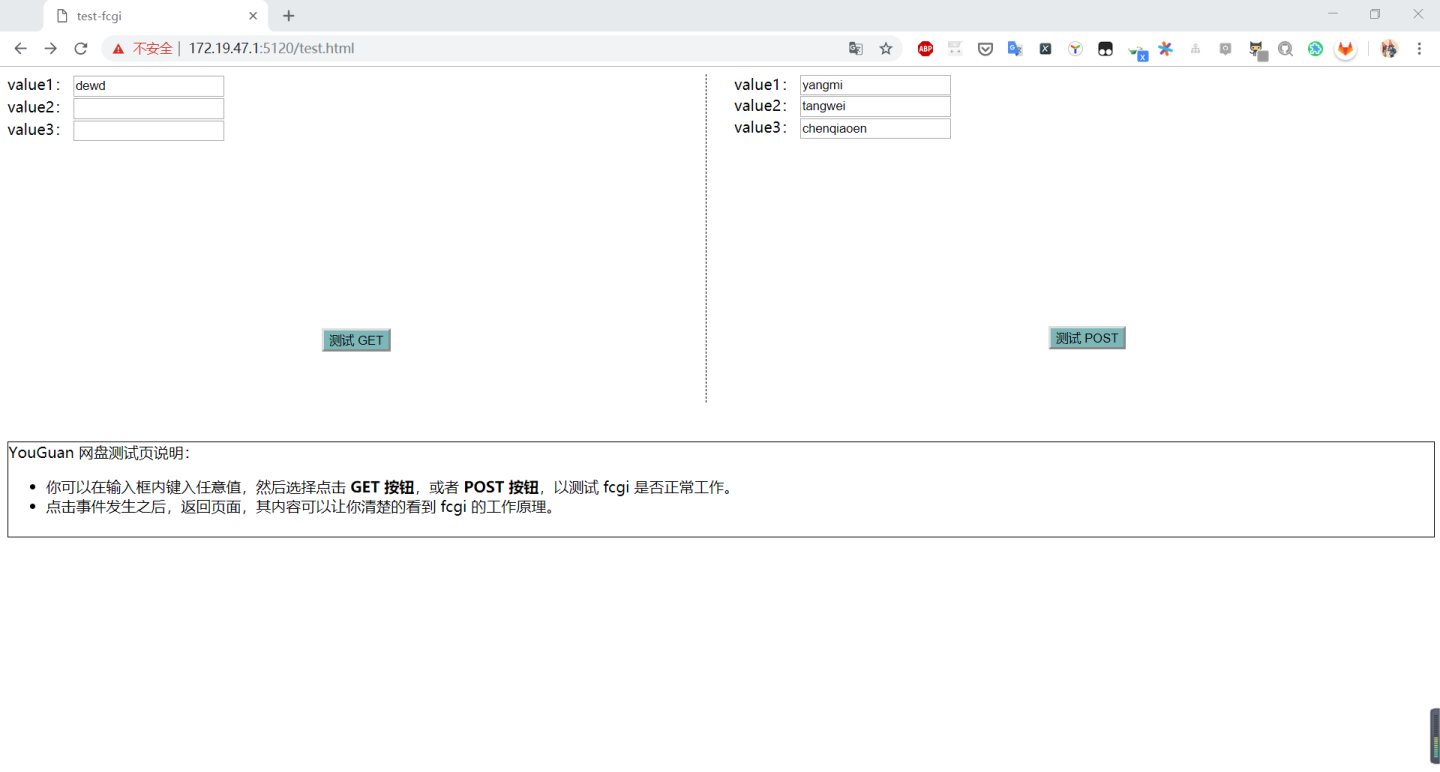 test-fcgi
不安全 | 172.19.47.1:5120/test.html
ABP
value1： dewd
value2：
value3：
测试 GET
value1： yangmi
value2： tangwei
value3： chenqiaoen
测试 POST
YouGuan 网盘测试页说明：
你可以在输入框内键入任意值，然后选择点击 GET 按钮，或者 POST 按钮，以测试 fcgi 是否正常工作。
点击事件发生之后，返回页面，其内容可以让你清楚的看到 fcgi 的工作原理。